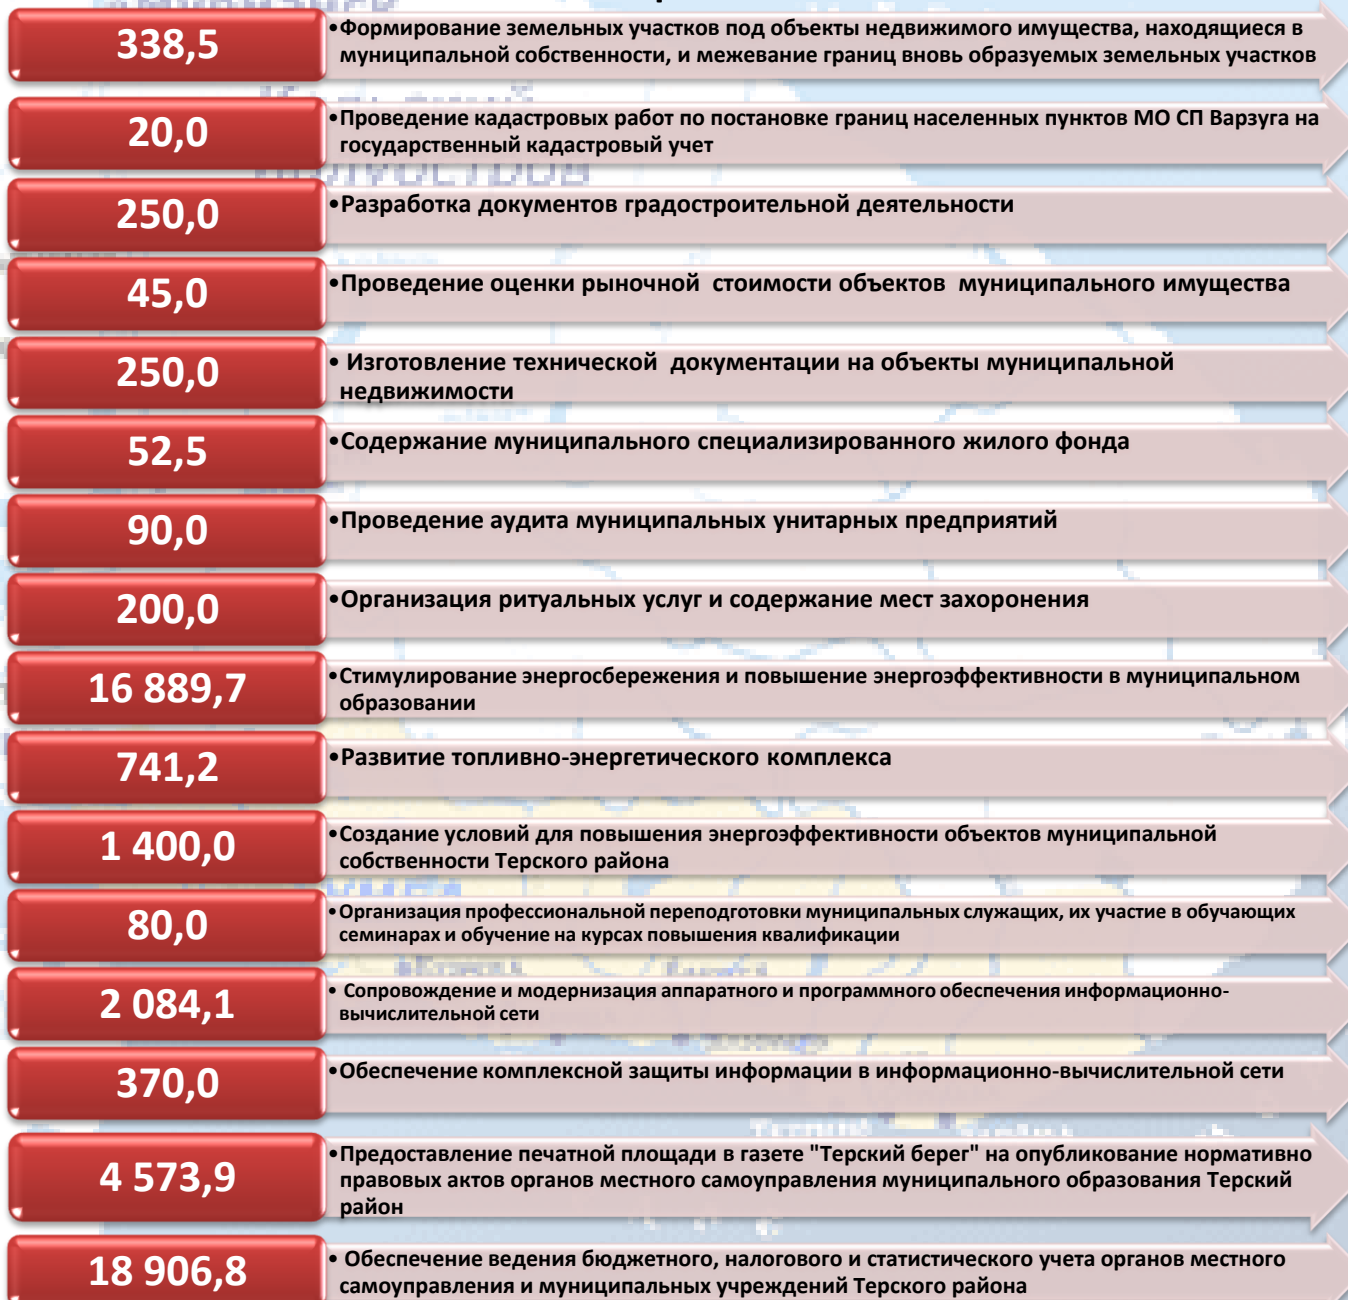 338,5
•Формирование земельных участков под объекты недвижимого имущества, находящиеся в
муниципальной собственности, и межевание границ вновь образуемых земельных участков
20,0
•Проведение кадастровых работ по постановке границ населенных пунктов МО СП Варзуга на
государственный кадастровый учет
250,0
•Разработка документов градостроительной деятельности
45,0
•Проведение оценки рыночной стоимости объектов муниципального имущества
250,0
• Изготовление технической документации на объекты муниципальной
недвижимости
52,5
•Содержание муниципального специализированного жилого фонда
90,0
•Проведение аудита муниципальных унитарных предприятий
200,0
•Организация ритуальных услуг и содержание мест захоронения
16 889,7
•Стимулирование энергосбережения и повышение энергоэффективности в муниципальном
образовании
741,2
•Развитие топливно-энергетического комплекса
1 400,0
•Создание условий для повышения энергоэффективности объектов муниципальной
собственности Терского района
80,0
•Организация профессиональной переподготовки муниципальных служащих, их участие в обучающих
семинарах и обучение на курсах повышения квалификации
2 084,1
• Сопровождение и модернизация аппаратного и программного обеспечения информационно-
вычислительной сети
370,0
•Обеспечение комплексной защиты информации в информационно-вычислительной сети
4 573,9
•Предоставление печатной площади в газете "Терский берег" на опубликование нормативно
правовых актов органов местного самоуправления муниципального образования Терский
район
18 906,8
• Обеспечение ведения бюджетного, налогового и статистического учета органов местного
самоуправления и муниципальных учреждений Терского района